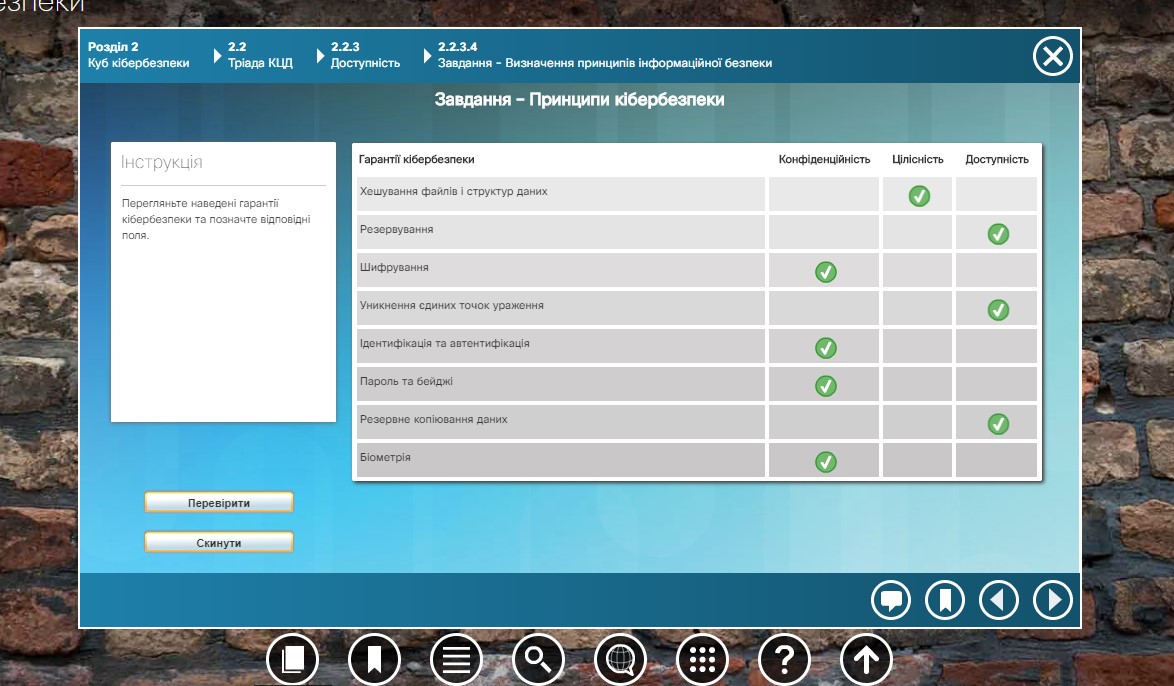 Розділ 2
Куб кібербезпеки
2.2
Тріада КЦД
2.2.3
Доступність
2.2.3.4
Завдання – Визначення принципів інформаційної безпеки
Завдання – Принципи кібербезпеки
Інструкція
Перегляньте наведені гарантії
кібербезпеки та позначте відповідні
поля.
Гарантії кібербезпеки Конфіденційність Цілісність Доступність
Хешування файлів і структур даних
Резервування
Шифрування
Уникнення єдиних точок ураження
Ідентифікація та автентифікація
Пароль та бейджі
Резервне копіювання даних
Біометрія
Перевірити
Скинути
?